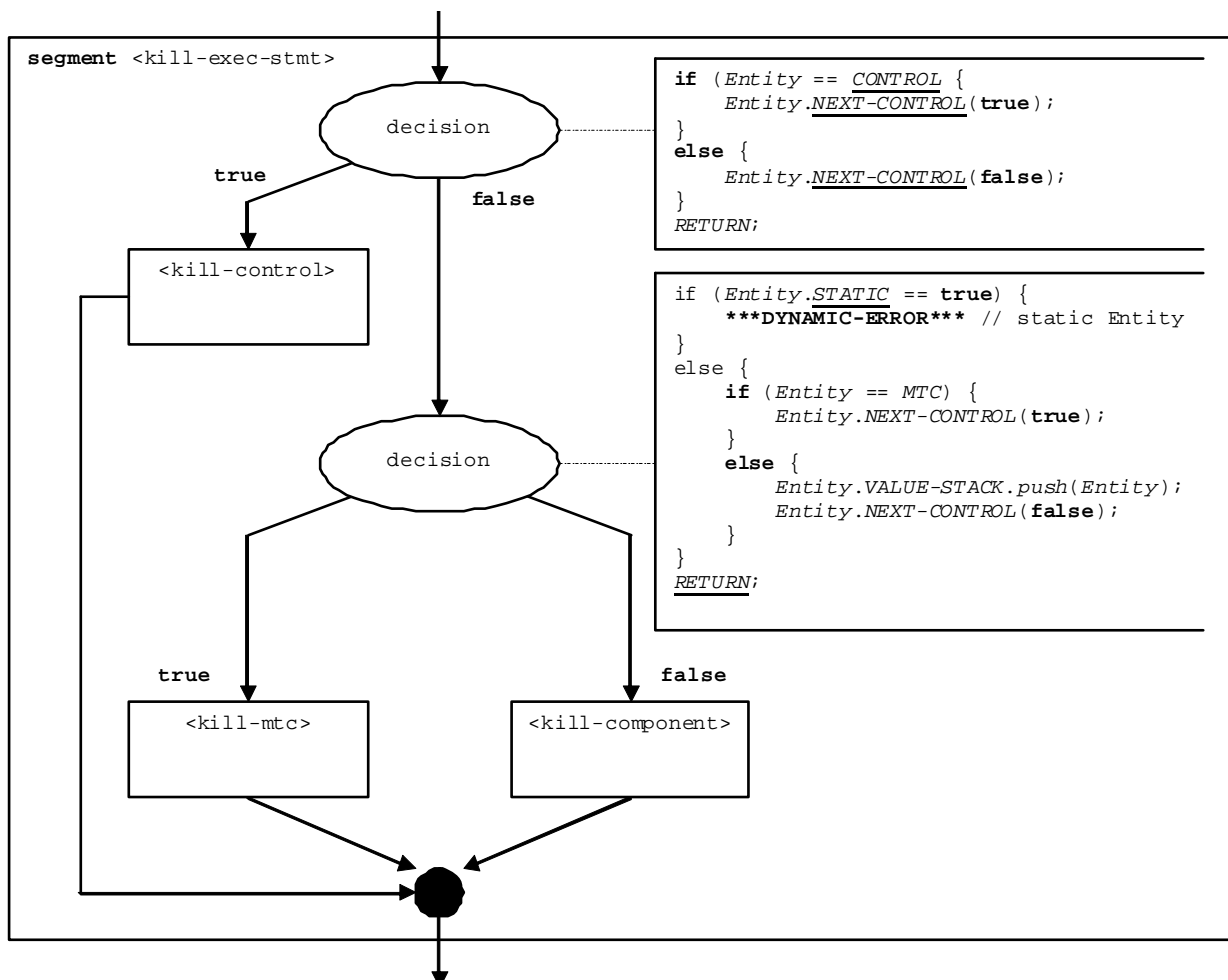 segment <kill-exec-stmt>
decision
if (Entity == CONTROL {
Entity.NEXT-CONTROL(true);
}
else {
Entity.NEXT-CONTROL(false);
}
RETURN;
true
false
<kill-control>
if (Entity.STATIC == true) {
***DYNAMIC-ERROR*** // static Entity
}
else {
if (Entity == MTC) {
Entity.NEXT-CONTROL(true);
}
else {
Entity.VALUE-STACK.push(Entity);
Entity.NEXT-CONTROL(false);
}
}
RETURN;
decision
true
false
<kill-mtc>
<kill-component>